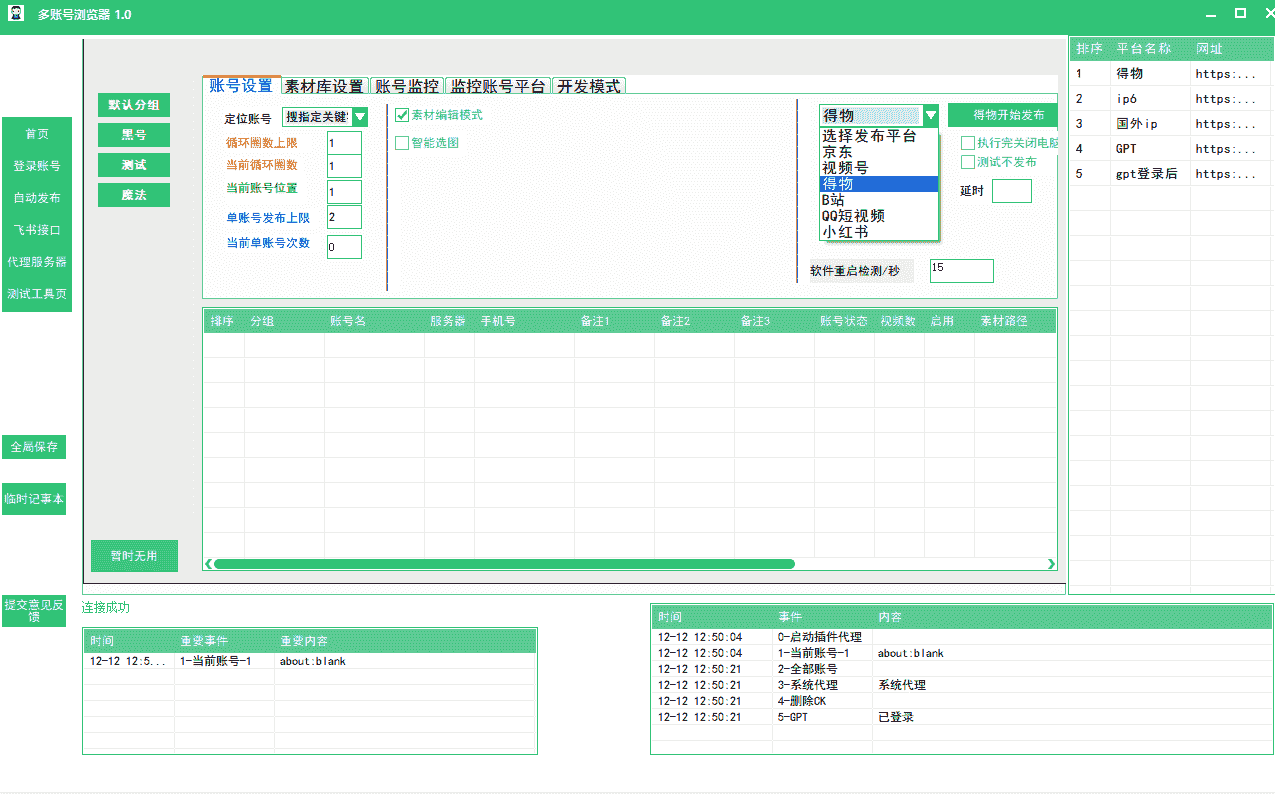 多账号浏览器 1.0
首页
登录账号
自动发布
飞书接口
代理服务器
测试工具页
全局保存
临时记事本
提交意见反
馈
默认分组
黑号
测试
魔法
暂时无用
账号设置 素材库设置 账号监控 监控账号平台 开发模式
定位账号 搜指定关键
循环圈数上限 1
当前循环圈数 1
当前账号位置 1
单账号发布上限 2
当前单账号次数 0
素材编辑模式
智能选图
得物
选择发布平台
京东
视频号
得物
B站
QQ短视频
小红书
得物开始发布
执行完关闭电脑
测试不发布
延时
软件重启检测/秒 15
排序 分组 账号名 服务器 手机号 备注1 备注2 备注3 账号状态 视频数 启用 素材路径
排序 平台名称 网址
1 得物 https:...
2 ip6 https:...
3 国外ip https:...
4 GPT https:...
5 gpt登录后 https:...
连接成功
时间 重要事件 重要内容
12-12 12:5... 1-当前账号-1 about:blank
时间 事件 内容
12-12 12:50:04 0-启动插件代理
12-12 12:50:04 1-当前账号-1 about:blank
12-12 12:50:21 2-全部账号
12-12 12:50:21 3-系统代理 系统代理
12-12 12:50:21 4-删除CK
12-12 12:50:21 5-GPT 已登录